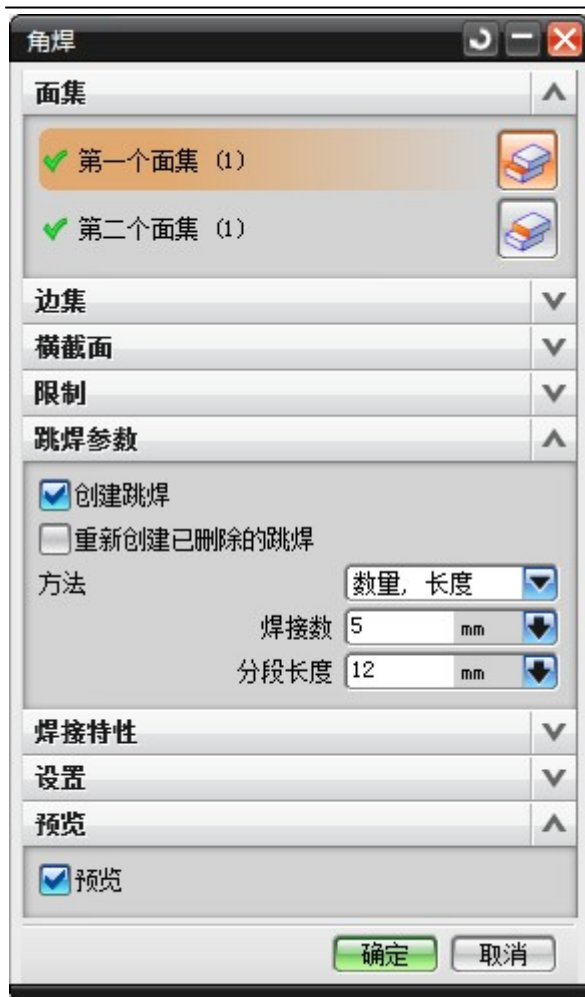 角焊
面集
第一个面集 (1)
第二个面集 (1)
边集
横截面
限制
跳焊参数
创建跳焊
重新创建已删除的跳焊
方法 数量, 长度
焊接数 5 mm
分段长度 12 mm
焊接特性
设置
预览
预览
确定 取消